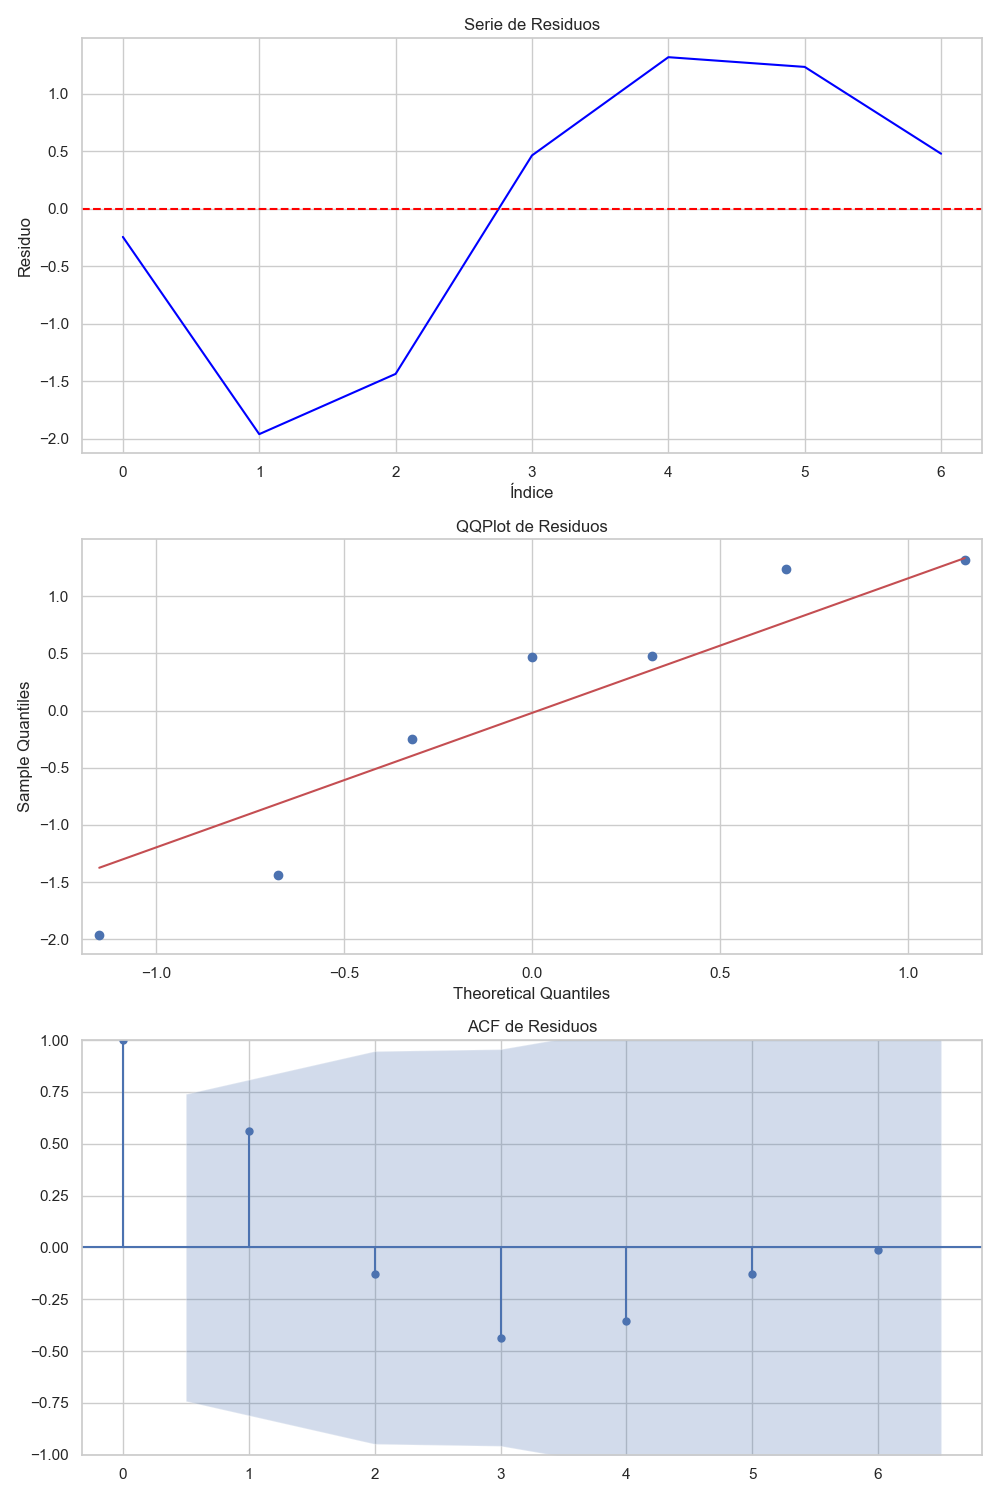 Serie de Residuos
Residuo
1.0
0.5
0.0
−0.5
−1.0
−1.5
−2.0
0 1 2 3 4 5 6
Índice
QQPlot de Residuos
Sample Quantiles
1.0
0.5
0.0
−0.5
−1.0
−1.5
−2.0
−1.0 −0.5 0.0 0.5 1.0
Theoretical Quantiles
ACF de Residuos
1.00
0.75
0.50
0.25
0.00
−0.25
−0.50
−0.75
−1.00
0 1 2 3 4 5 6